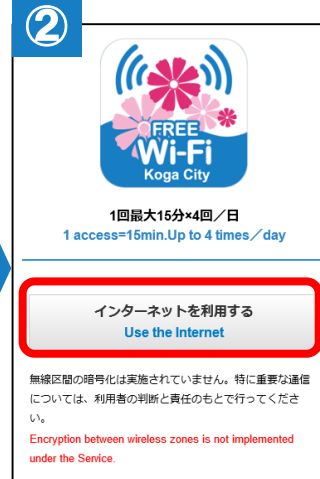 ②
FREE
Wi-Fi
Koga City
1回最大15分×4回／日
1 access=15min.Up to 4 times／day
インターネットを利用する
Use the Internet
無線区間の暗号化は実施されていません。特に重要な通信
については、利用者の判断と責任のもとで行ってくださ
い。
Encryption between wireless zones is not implemented
under the Service.